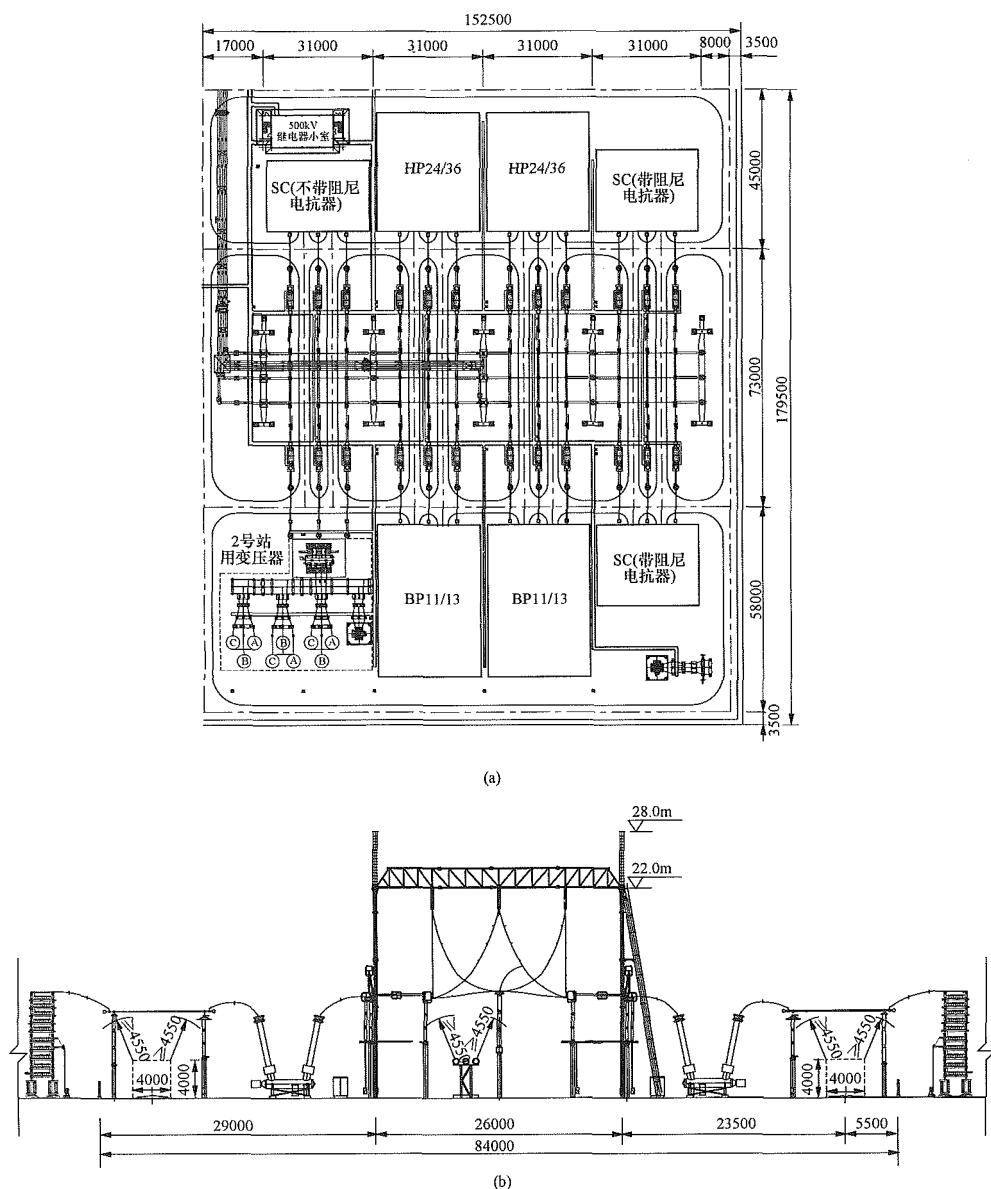 152500
17000 31000 31000 31000 31000 8000 3500
500kV
继电器小室
SC(不带阻尼
电抗器)
HP24/36
HP24/36
SC(带阻尼
电抗器)
45000
73000
179500
58000
3500
2号站
用变压器
BP11/13
BP11/13
SC(带阻尼
电抗器)
C A B C A B C A
B C A B
(a)
28.0m
22.0m
≥4550 ≥4550 ≥4550 ≥4550 ≥4550 ≥4550
4000 4000 4000 4000
29000 26000 23500 5500
84000
(b)